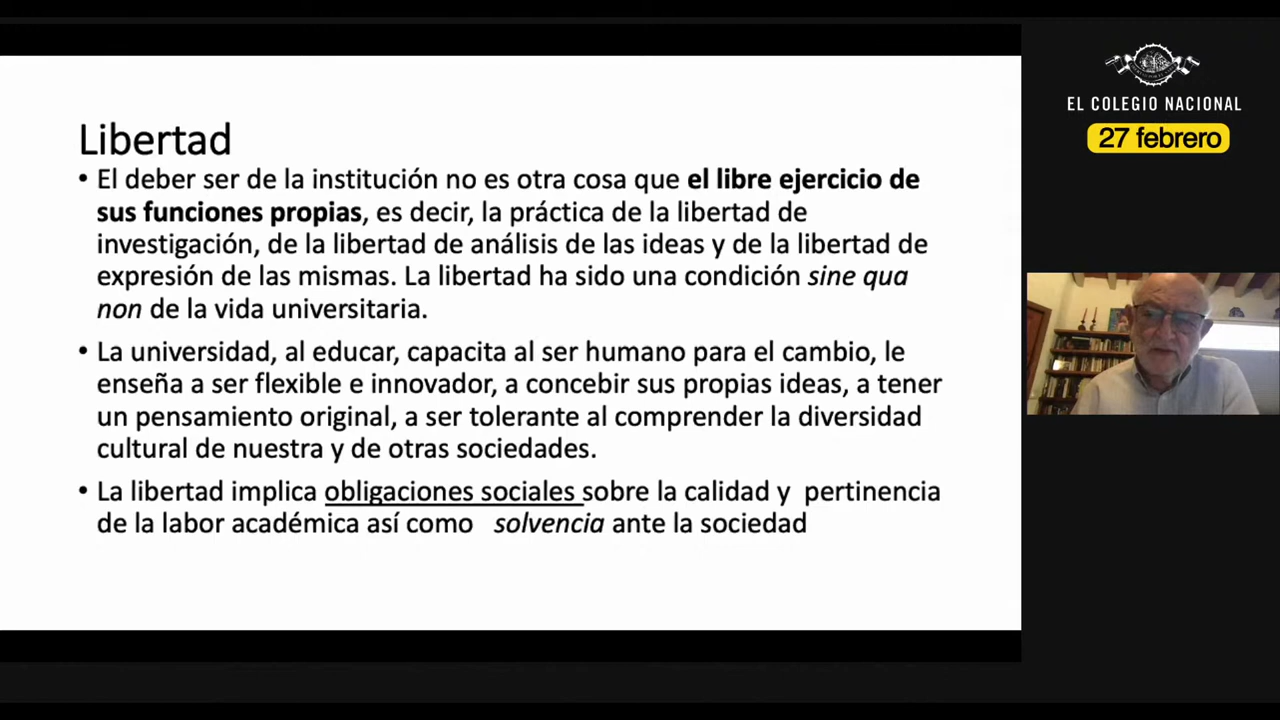 Libertad
• El deber ser de la institución no es otra cosa que el libre ejercicio de
sus funciones propias, es decir, la práctica de la libertad de
investigación, de la libertad de análisis de las ideas y de la libertad de
expresión de las mismas. La libertad ha sido una condición sine qua
non de la vida universitaria.
• La universidad, al educar, capacita al ser humano para el cambio, le
enseña a ser flexible e innovador, a concebir sus propias ideas, a tener
un pensamiento original, a ser tolerante al comprender la diversidad
cultural de nuestra y de otras sociedades.
• La libertad implica obligaciones sociales sobre la calidad y pertinencia
de la labor académica así como solvencia ante la sociedad
EL COLEGIO NACIONAL
27 febrero